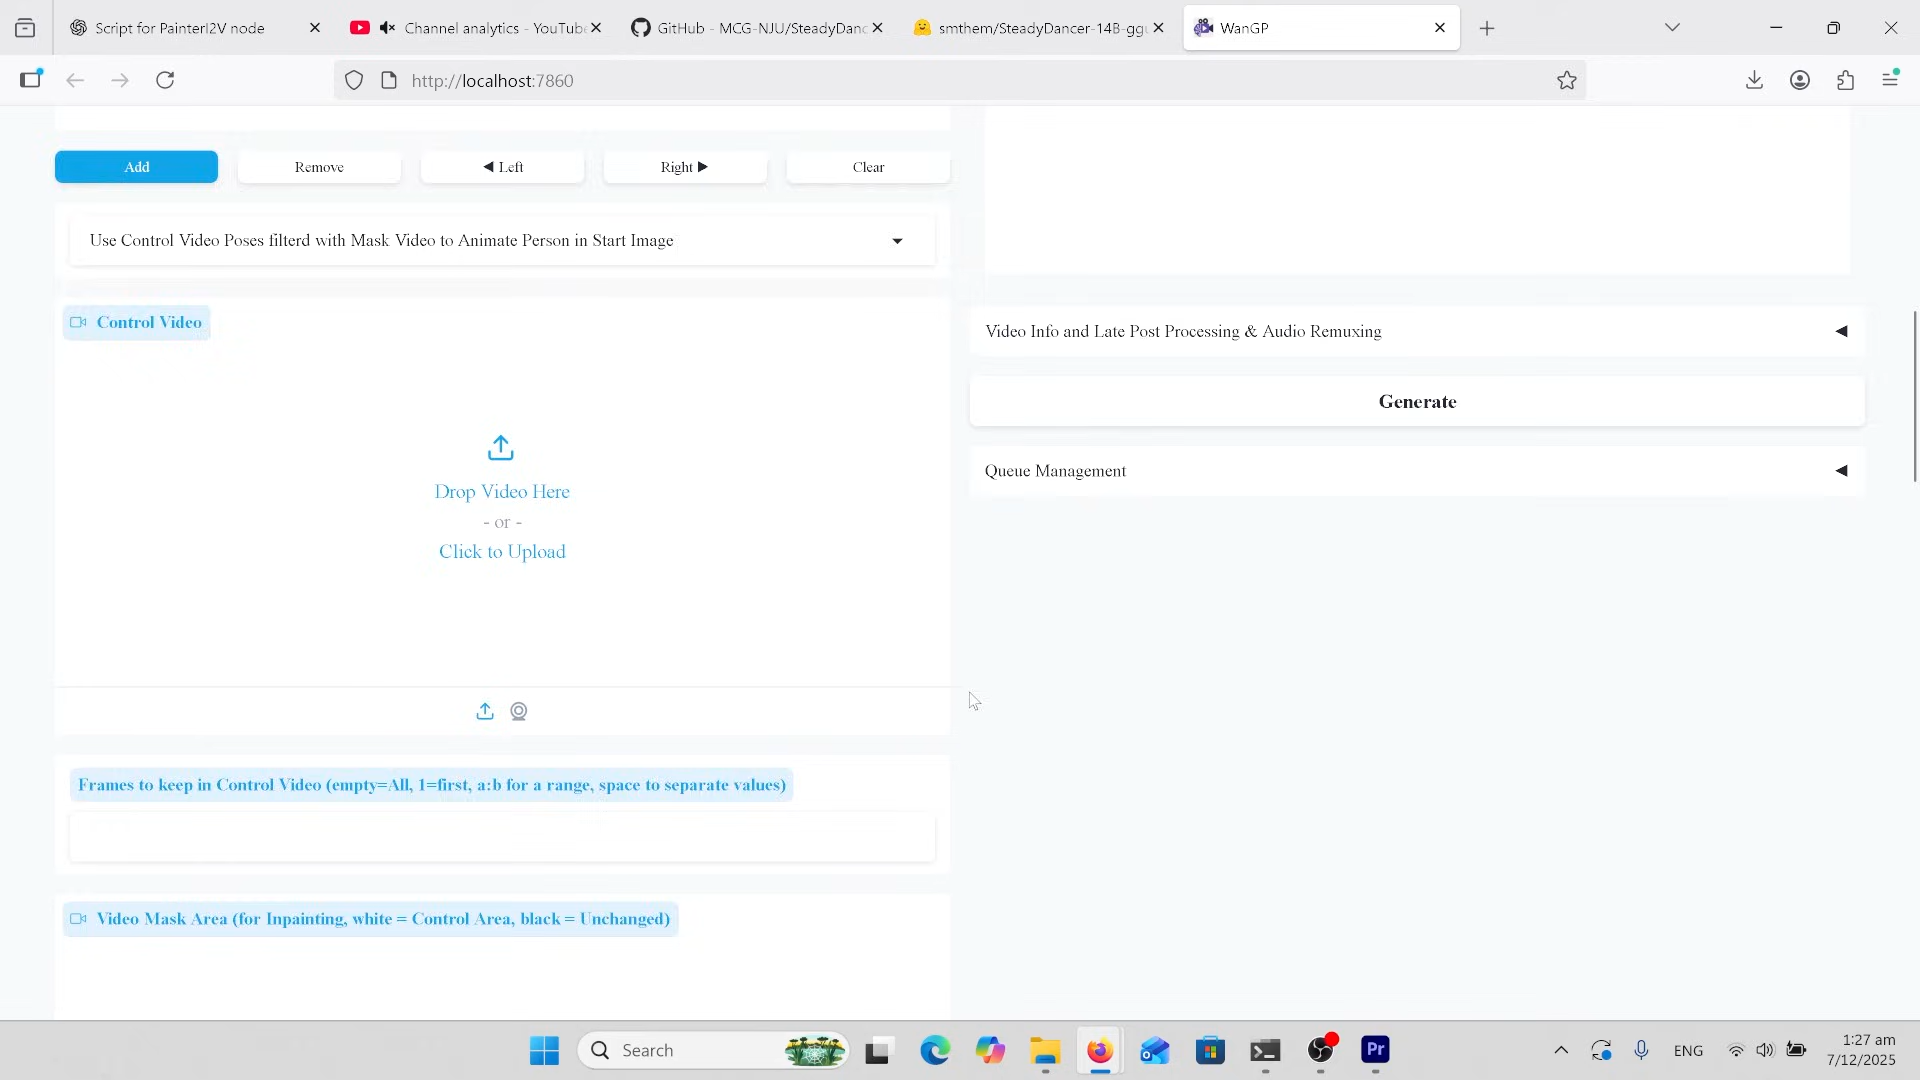 Script for PainterI2V node
Channel analytics - YouTube
GitHub - MCG-NJU/SteadyDanc
smthem/SteadyDancer-14B-ggu
WanGP
http://localhost:7860
Add
Remove
◀ Left
Right ▶
Clear
Use Control Video Poses filterd with Mask Video to Animate Person in Start Image
Control Video
Drop Video Here
- or -
Click to Upload
Frames to keep in Control Video (empty=All, 1=first, a:b for a range, space to separate values)
Video Mask Area (for Inpainting, white = Control Area, black = Unchanged)
Video Info and Late Post Processing & Audio Remuxing
Generate
Queue Management
Search
Pr
ENG
1:27 am
7/12/2025